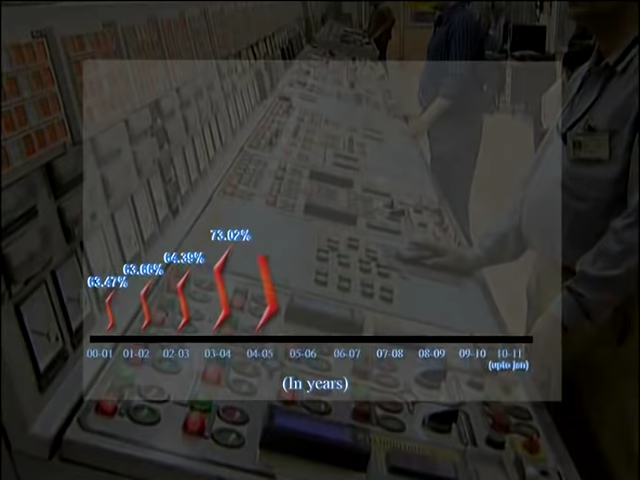 73.02%
64.39%
63.66%
63.47%
00-01 01-02 02-03 03-04 04-05 05-06 06-07 07-08 08-09 09-10 10-11
(upto jan)
(In years)